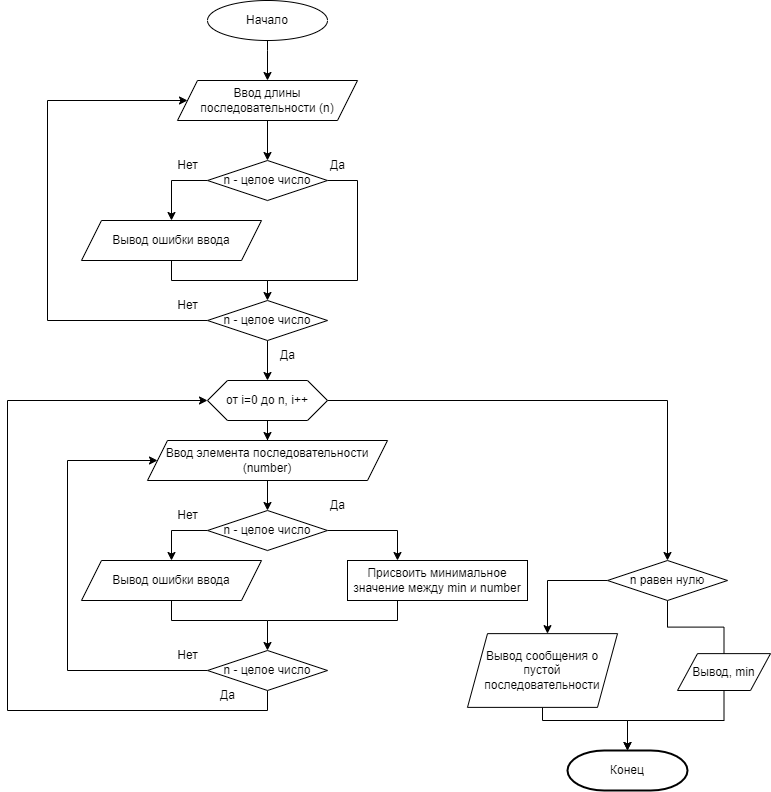 Начало
Ввод длины
последовательности (n)
Нет
Да
n - целое число
Вывод ошибки ввода
Нет
n - целое число
Да
от i=0 до n, i++
Ввод элемента последовательности
(number)
Нет
Да
n - целое число
Вывод ошибки ввода
Присвоить минимальное
значение между min и number
n равен нулю
Нет
n - целое число
Да
Вывод сообщения о
пустой
последовательности
Вывод, min
Конец